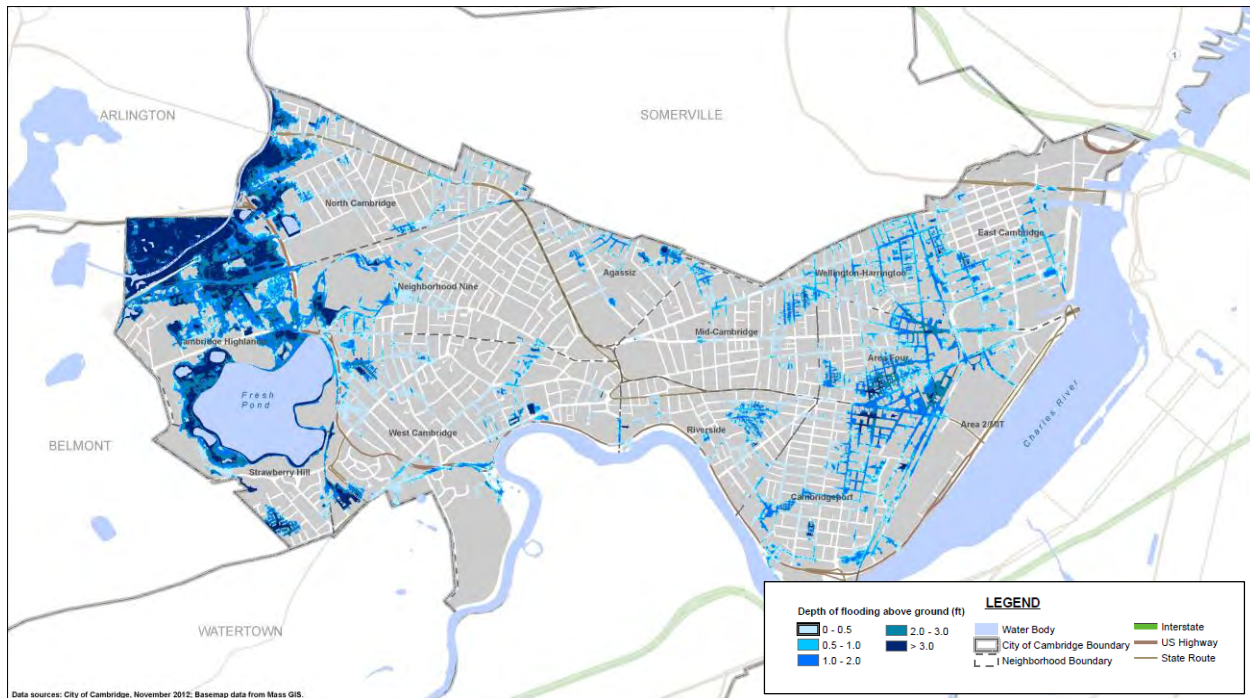 ARLINGTON
SOMERVILLE
1
North Cambridge
East Cambridge
Agassiz
Wellington-Harrington
Neighborhood Nine
Mid-Cambridge
Cambridge Highlands
Area Four
Fresh
Pond
Charles River
Area 2/MIT
BELMONT
West Cambridge
Riverside
Strawberry Hill
Cambridgeport
WATERTOWN
LEGEND
Depth of flooding above ground (ft)
0 - 0.5
2.0 - 3.0
Water Body
Interstate
0.5 - 1.0
> 3.0
City of Cambridge Boundary
US Highway
1.0 - 2.0
Neighborhood Boundary
State Route
Data sources: City of Cambridge, November 2012; Basemap data from Mass GIS.